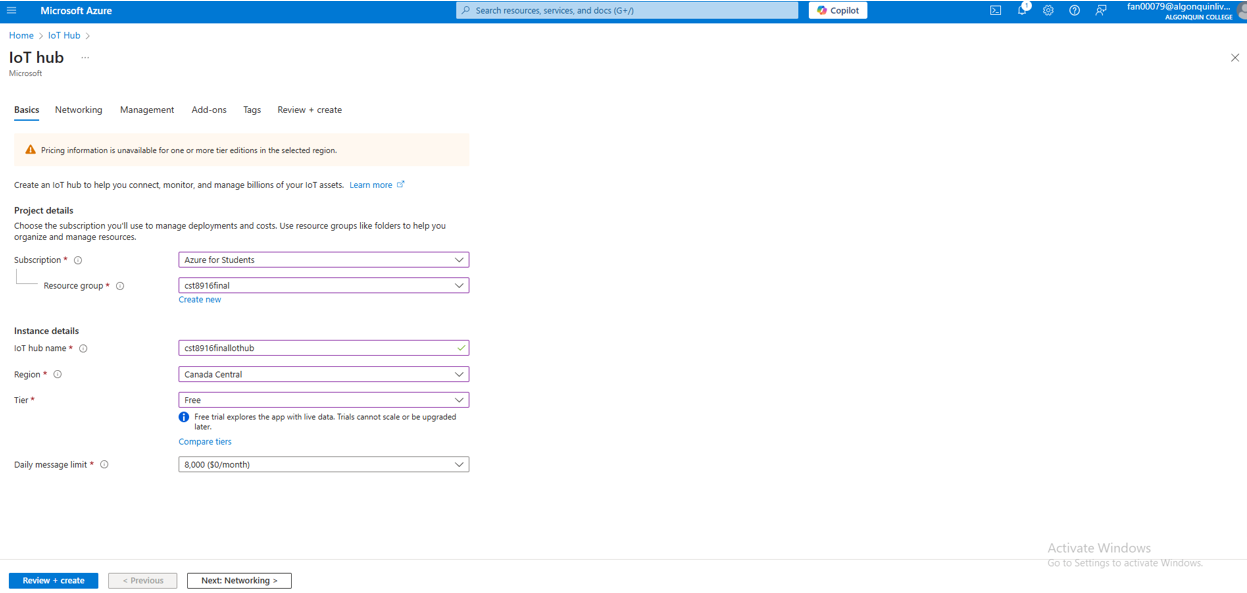 Microsoft Azure
Search resources, services, and docs (G+/)
Copilot
1
fan00079@algonquinliv...
ALGONQUIN COLLEGE
Home > IoT Hub >
IoT hub ...
Microsoft
Basics Networking Management Add-ons Tags Review + create
Pricing information is unavailable for one or more tier editions in the selected region.
Create an IoT hub to help you connect, monitor, and manage billions of your IoT assets. Learn more
Project details
Choose the subscription you'll use to manage deployments and costs. Use resource groups like folders to help you
organize and manage resources.
Subscription * Azure for Students
Resource group * cst8916final
Create new
Instance details
IoT hub name * cst8916finallothub
Region * Canada Central
Tier * Free
Free trial explores the app with live data. Trials cannot scale or be upgraded
later.
Compare tiers
Daily message limit * 8,000 ($0/month)
Activate Windows
Go to Settings to activate Windows.
Review + create < Previous Next: Networking >